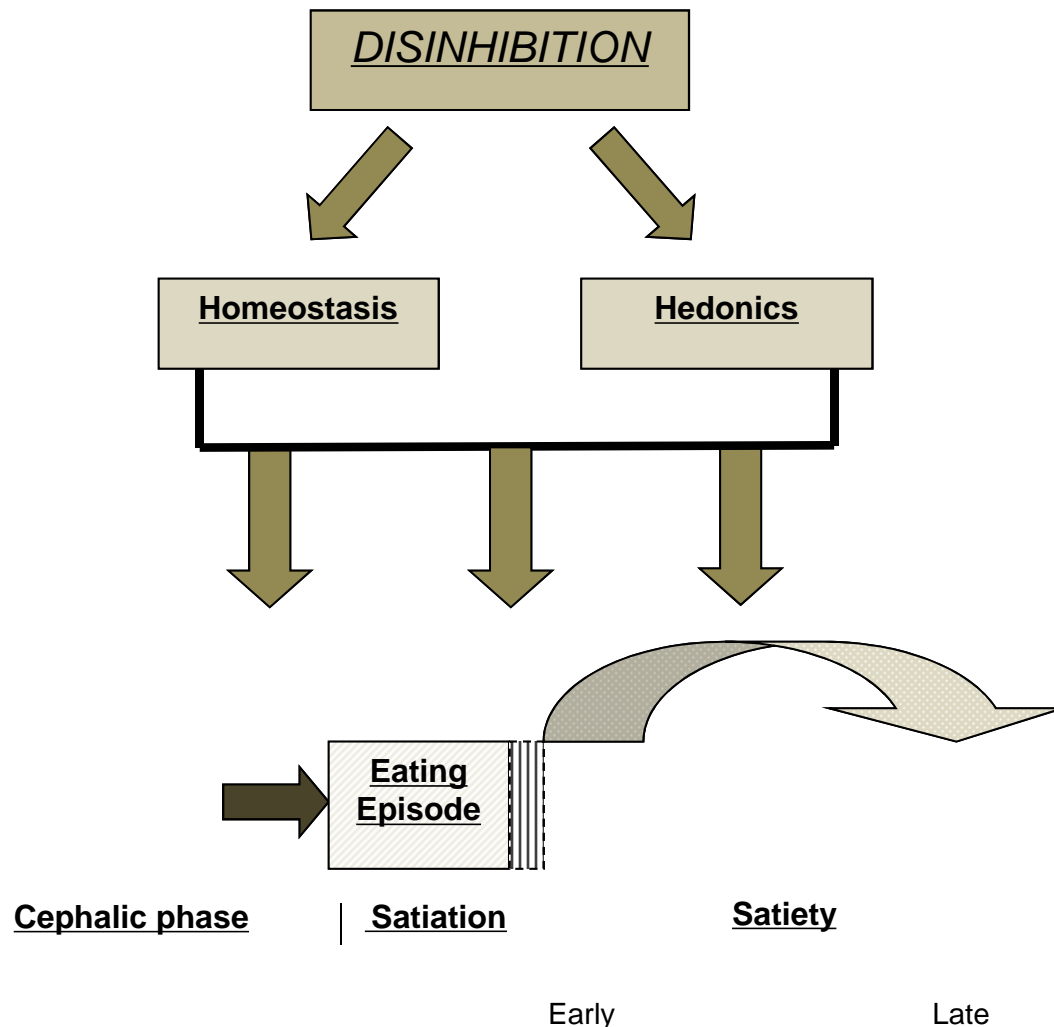 DISINHIBITION
Homeostasis
Hedonics
Eating
Episode
Cephalic phase
Satiation
Satiety
Early
Late